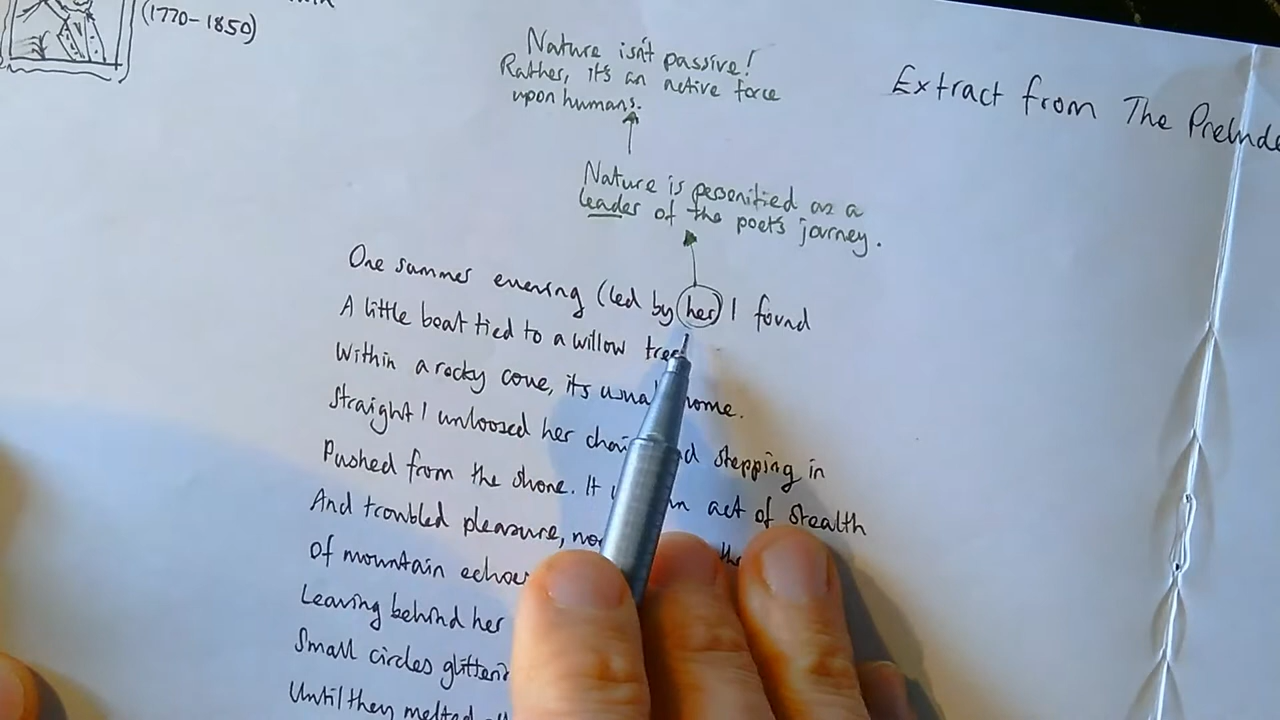 (1770-1850)
Nature isn't passive!
Rather, it's an active force
upon humans.
Extract from The Prelude
Nature is personified as a
leader of the poet's journey.
One summer evening (led by her) I found
A little boat tied to a willow tree
Within a rocky cove, its usual home.
Straight I unloosed her chain and stepping in
Pushed from the shore. It an act of stealth
And troubled pleasure, nor
of mountain echoes
Leaving behind her
Small circles glittering
Until they melted